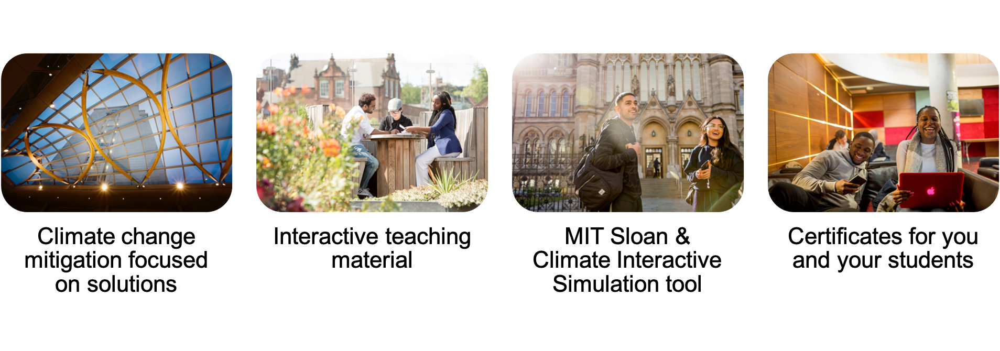 Climate change
mitigation focused
on solutions
Interactive teaching
material
MIT Sloan &
Climate Interactive
Simulation tool
Certificates for you
and your students